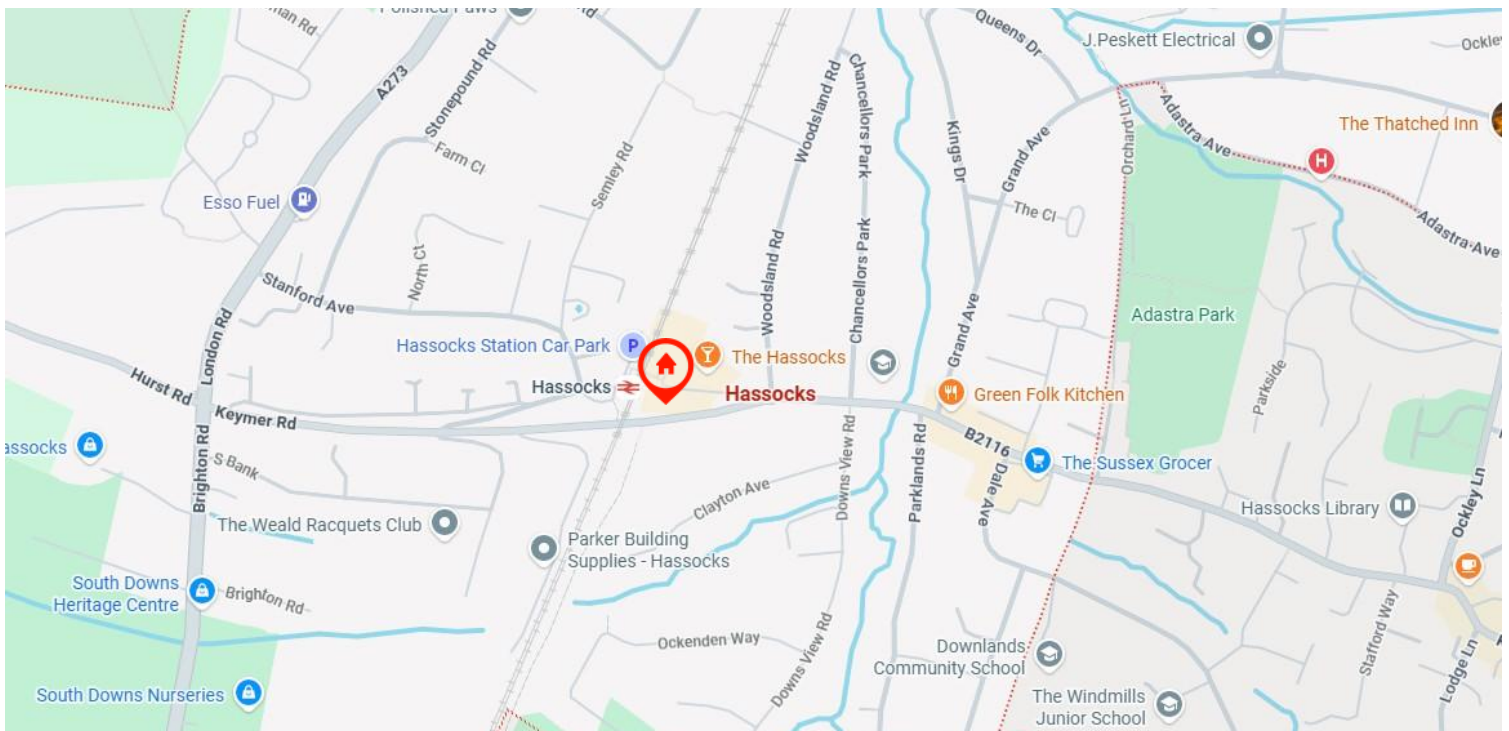 Polished Paws
Queens Dr
J.Peskett Electrical
A273
Stonepound Rd
Farm Cl
Esso Fuel
Semley Rd
North Ct
Stanford Ave
London Rd
Woodsland Rd
Chancellors Park
Kings Dr
Grand Ave
The Cl
Orchard Ln
Adastra Ave
The Thatched Inn
H
Adastra Ave
Adastra Park
Woodsland Rd
Chancellors Park
Grand Ave
Parkside
Hassocks Station Car Park
P
The Hassocks
Hassocks
Hassocks
Green Folk Kitchen
Hurst Rd
Keymer Rd
B2116
The Sussex Grocer
Dale Ave
Parklands Rd
Downs View Rd
Clayton Ave
S Bank
Brighton Rd
The Weald Racquets Club
Parker Building
Supplies - Hassocks
Hassocks Library
Ockley Ln
South Downs
Heritage Centre
Brighton Rd
Ockenden Way
Downs View Rd
Downlands
Community School
Stafford Way
Lodge Ln
South Downs Nurseries
The Windmills
Junior School